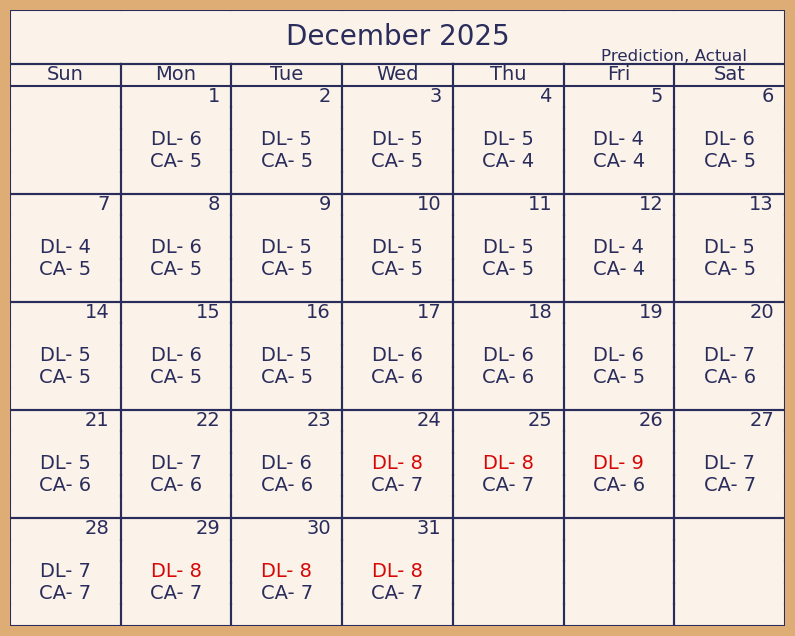 December 2025
Prediction, Actual
Sun Mon Tue Wed Thu Fri Sat
1 2 3 4 5 6
DL- 6 DL- 5 DL- 5 DL- 5 DL- 4 DL- 6
CA- 5 CA- 5 CA- 5 CA- 4 CA- 4 CA- 5
7 8 9 10 11 12 13
DL- 4 DL- 6 DL- 5 DL- 5 DL- 5 DL- 4 DL- 5
CA- 5 CA- 5 CA- 5 CA- 5 CA- 5 CA- 4 CA- 5
14 15 16 17 18 19 20
DL- 5 DL- 6 DL- 5 DL- 6 DL- 6 DL- 6 DL- 7
CA- 5 CA- 5 CA- 5 CA- 6 CA- 6 CA- 5 CA- 6
21 22 23 24 25 26 27
DL- 5 DL- 7 DL- 6 DL- 8 DL- 8 DL- 9 DL- 7
CA- 6 CA- 6 CA- 6 CA- 7 CA- 7 CA- 6 CA- 7
28 29 30 31
DL- 7 DL- 8 DL- 8 DL- 8
CA- 7 CA- 7 CA- 7 CA- 7